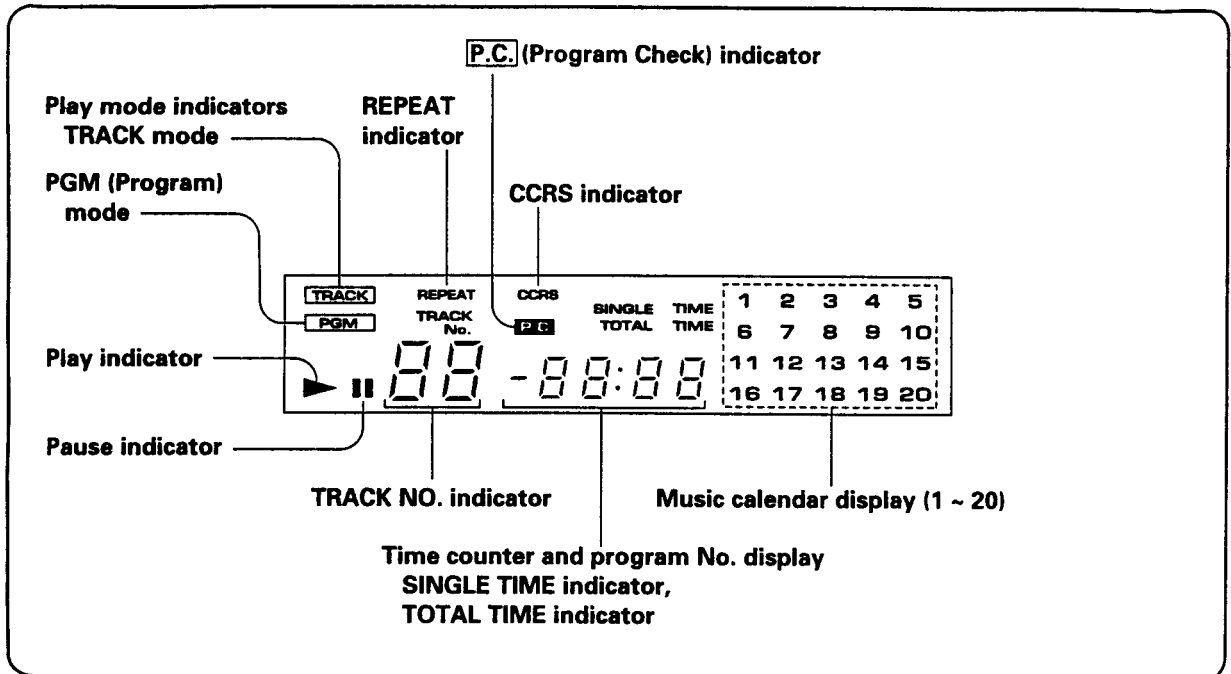 P.C. (Program Check) indicator
Play mode indicators
TRACK mode
REPEAT
indicator
PGM (Program)
mode
CCRS indicator
TRACK REPEAT CCRS SINGLE TIME 1 2 3 4 5
PGM TRACK No. P C TOTAL TIME 6 7 8 9 10
Play indicator
88 -88:88 11 12 13 14 15
16 17 18 19 20
Pause indicator
TRACK NO. indicator
Music calendar display (1 ~ 20)
Time counter and program No. display
SINGLE TIME indicator,
TOTAL TIME indicator